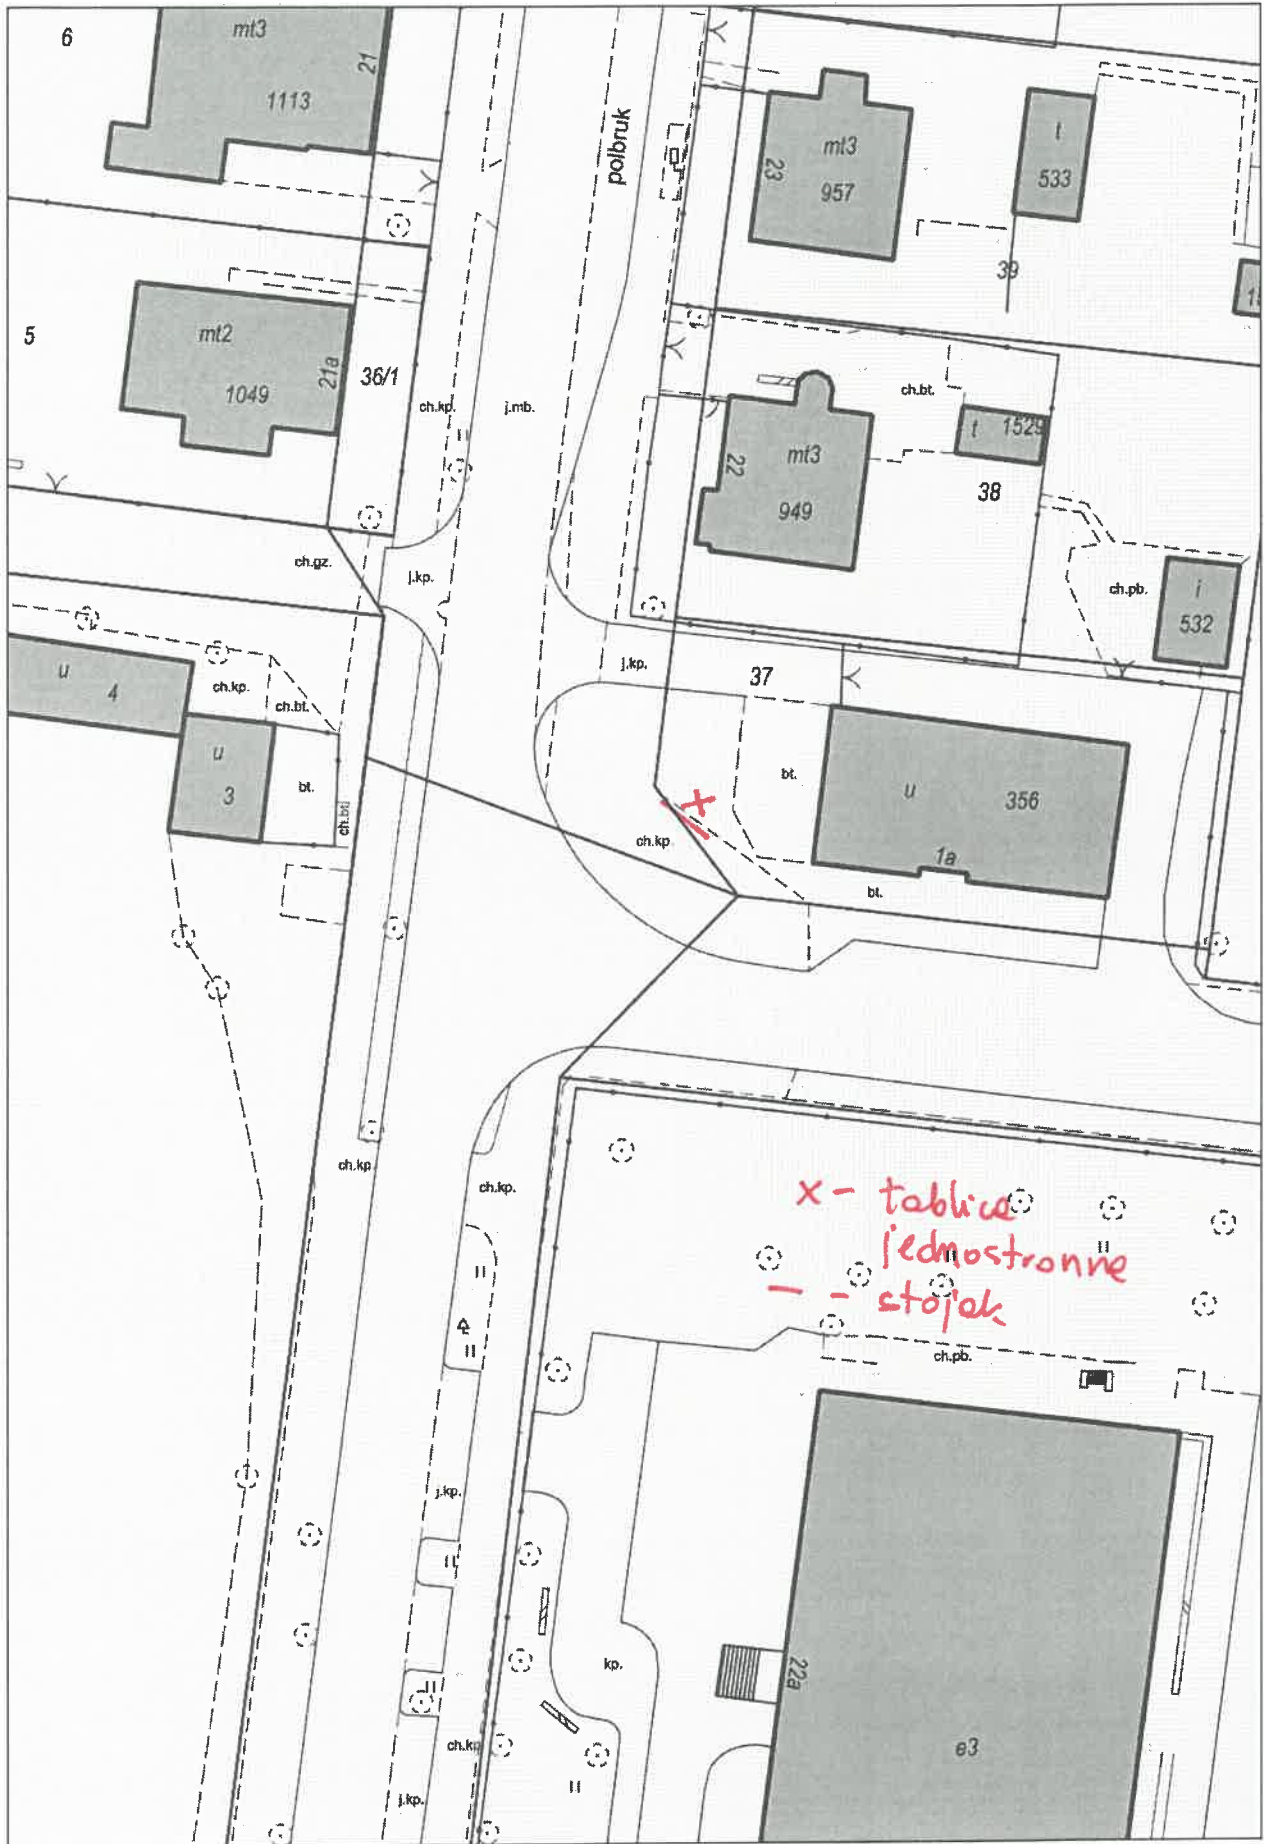 6
mt3
21
1113
polbruk
mt3
23
957
t
533
39
5
mt2
21a
1049
36/1
ch.kp.
j.mb.
ch.bt.
t 1529
mt3
22
949
38
ch.gz.
j.kp.
ch.pb.
i
532
u 4
ch.kp.
ch.bt.
j.kp.
37
u
3
bt.
ch.bt
bt.
u 356
x
ch.kp
1a
bt.
ch.kp
ch.kp.
x - tablice
jednostronne
— - stojak
ch.pb.
j.kp.
kp.
22a
ch.kp
e3
j.kp.